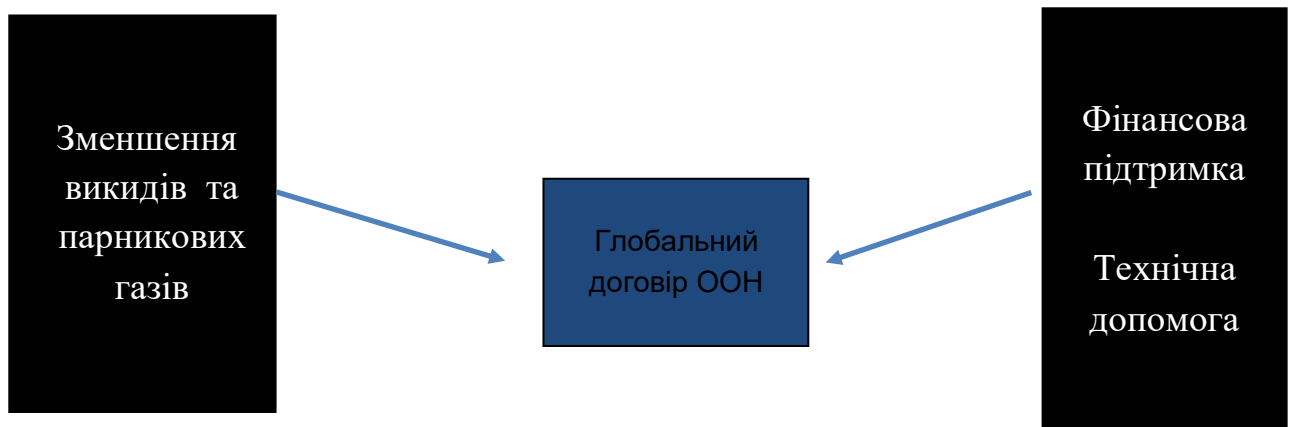 Зменшення
викидів та
парникових
газів
Глобальний
договір ООН
Фінансова
підтримка
Технічна
допомога